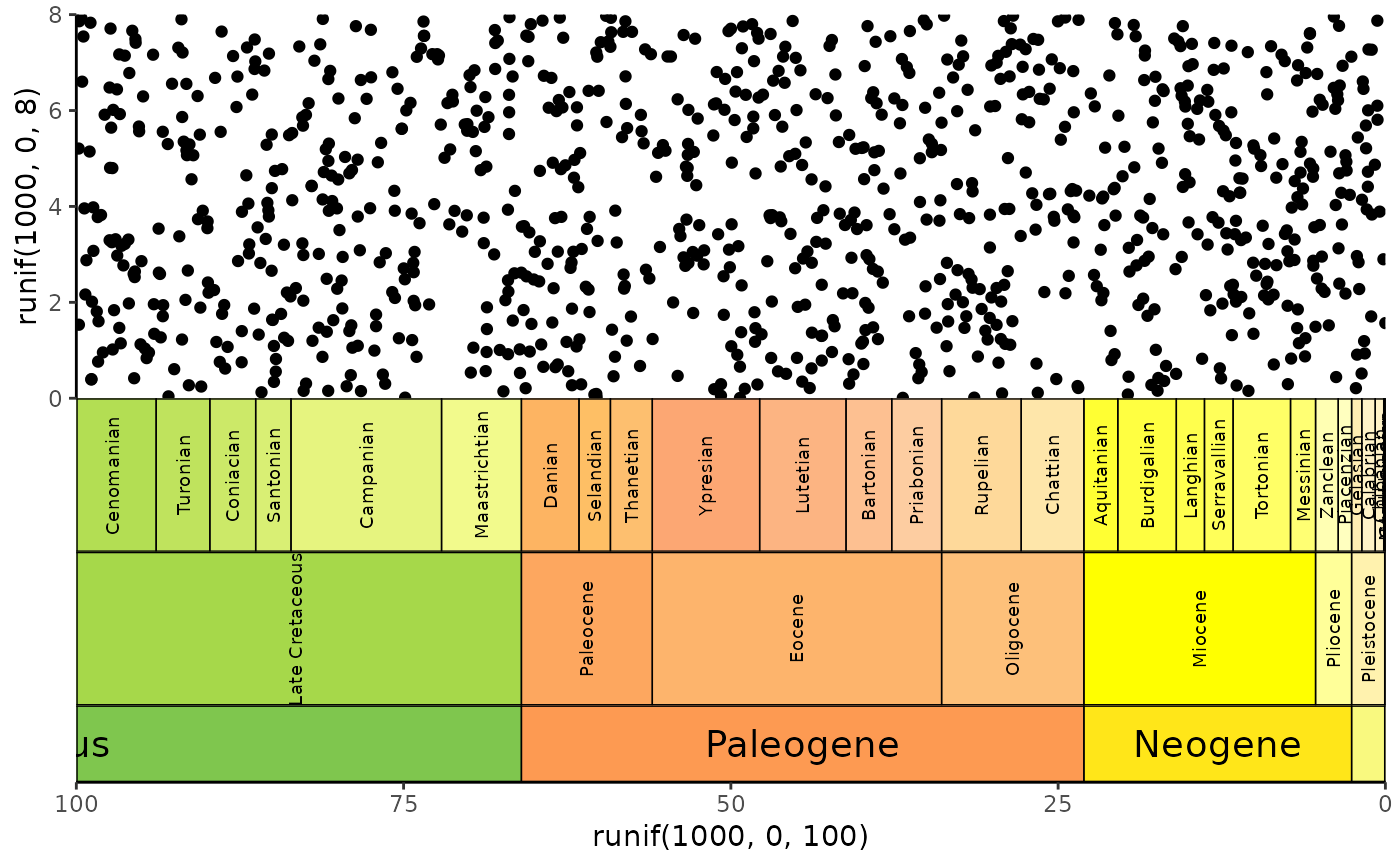 8
6
4
2
0
runif(1000, 0, 8)
Cenomanian
Turonian
Coniacian
Santonian
Campanian
Maastrichtian
Danian
Selandian
Thanetian
Ypresian
Lutetian
Bartonian
Priabonian
Rupelian
Chattian
Aquitanian
Burdigalian
Langhian
Serravallian
Tortonian
Messinian
Zanclean
Piacenzian
Gelasian
Calabrian
Late Cretaceous
Paleocene
Eocene
Oligocene
Miocene
Pliocene
Pleistocene
us
Paleogene
Neogene
100
75
50
25
0
runif(1000, 0, 100)